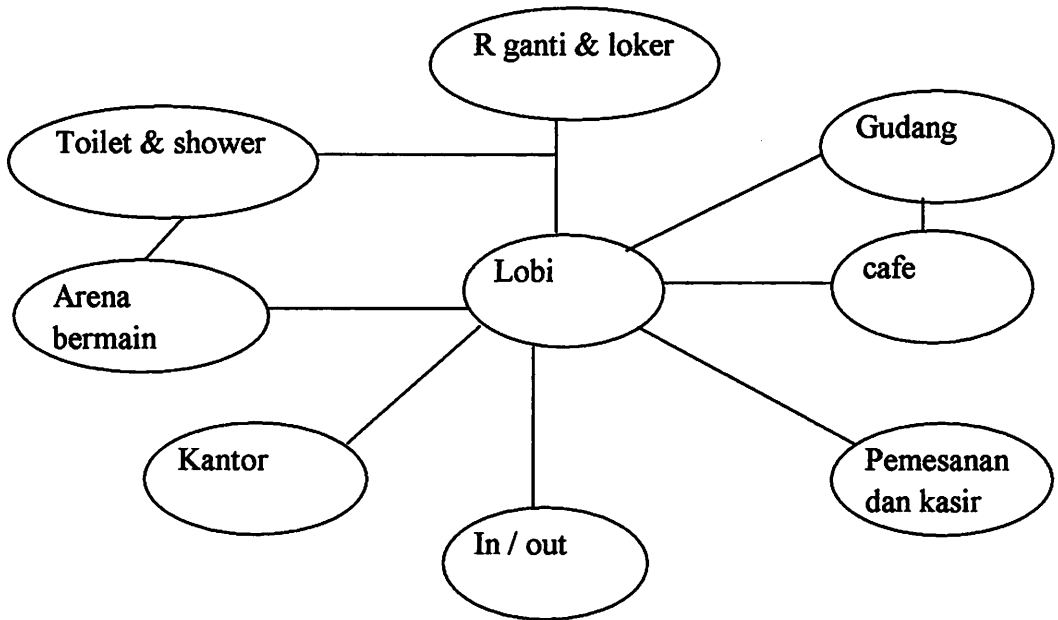 R ganti & loker
Toilet & shower
Gudang
Lobi
cafe
Arena
bermain
Kantor
Pemesanan
dan kasir
In / out